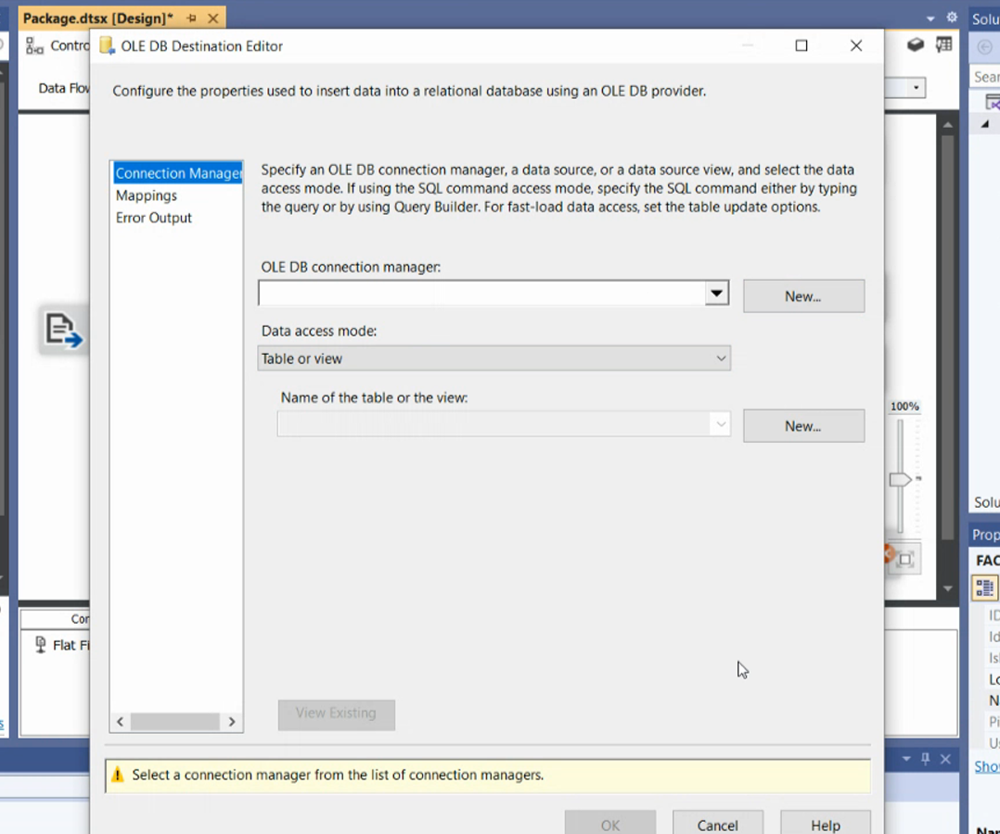 Package.dtsx [Design]*
Solu
Contro
OLE DB Destination Editor
Sear
Data Flow
Configure the properties used to insert data into a relational database using an OLE DB provider.
Connection Manager
Mappings
Error Output
Specify an OLE DB connection manager, a data source, or a data source view, and select the data
access mode. If using the SQL command access mode, specify the SQL command either by typing
the query or by using Query Builder. For fast-load data access, set the table update options.
OLE DB connection manager:
New...
Data access mode:
Table or view
Name of the table or the view:
New...
100%
Solu
Prop
FAC
ID
Id
Isl
Lo
N
Pi
Us
Show
Con
Flat Fi
View Existing
Select a connection manager from the list of connection managers.
OK
Cancel
Help
Nam